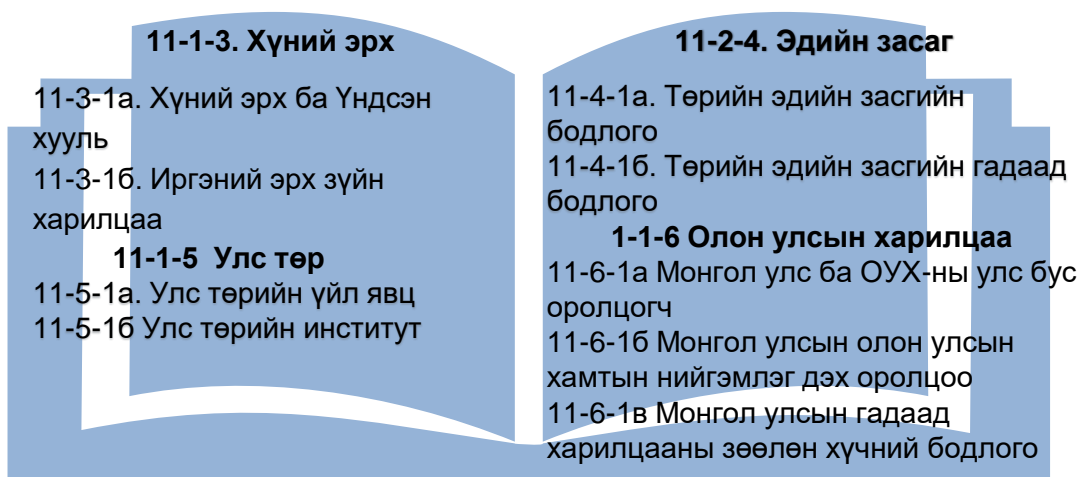 11-1-3. Хүний эрх
11-3-1а. Хүний эрх ба Үндсэн
хууль
11-3-1б. Иргэний эрх зүйн
харилцаа
11-1-5 Улс төр
11-5-1а. Улс төрийн үйл явц
11-5-1б Улс төрийн институт
11-2-4. Эдийн засаг
11-4-1а. Төрийн эдийн засгийн
бодлого
11-4-1б. Төрийн эдийн засгийн гадаад
бодлого
1-1-6 Олон улсын харилцаа
11-6-1а Монгол улс ба ОУХ-ны улс бус
оролцогч
11-6-1б Монгол улсын олон улсын
хамтын нийгэмлэг дэх оролцоо
11-6-1в Монгол улсын гадаад
харилцааны зөөлөн хүчний бодлого